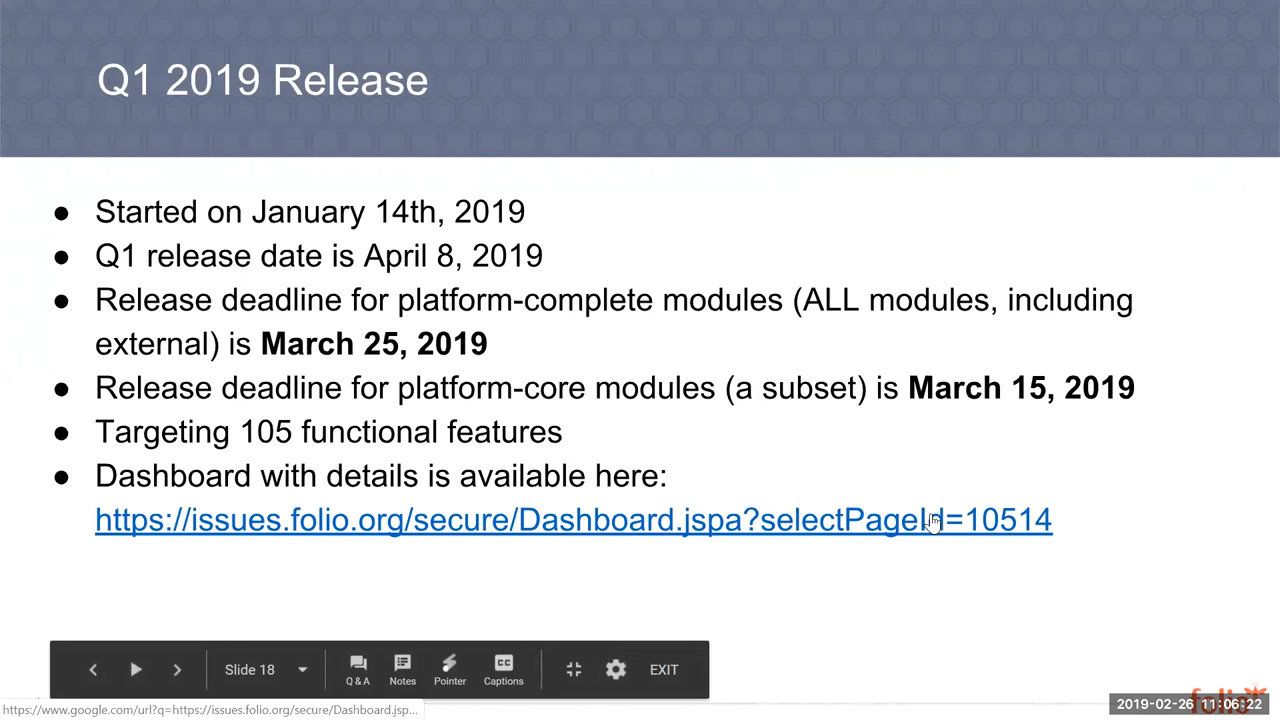 Q1 2019 Release
● Started on January 14th, 2019
● Q1 release date is April 8, 2019
● Release deadline for platform-complete modules (ALL modules, including
external) is March 25, 2019
● Release deadline for platform-core modules (a subset) is March 15, 2019
● Targeting 105 functional features
● Dashboard with details is available here:
https://issues.folio.org/secure/Dashboard.jspa?selectPageId=10514
Slide 18
Q & A
Notes
Pointer
CC
Captions
EXIT
https://www.google.com/url?q=https://issues.folio.org/secure/Dashboard.jsp...
folio
2019-02-26 11:06:22